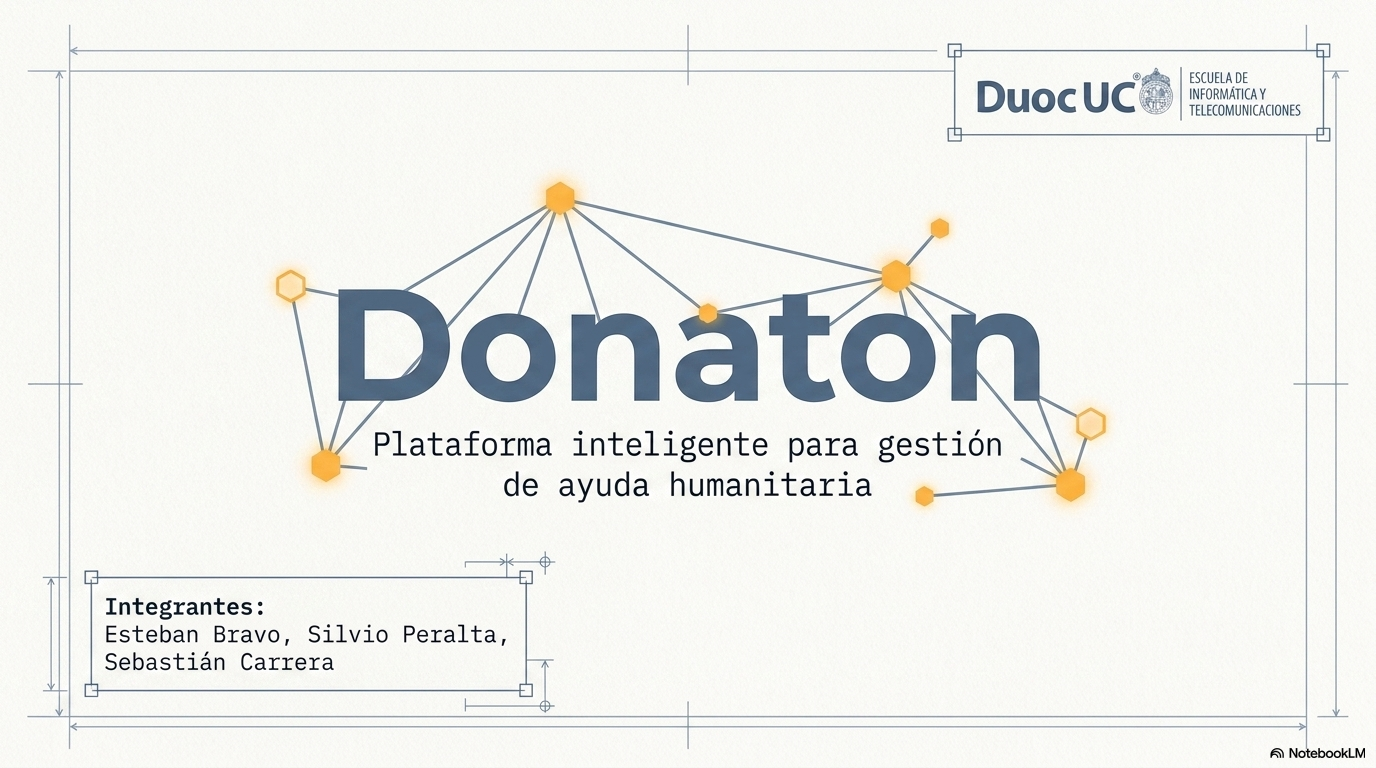 Duoc UC®
ESCUELA DE
INFORMÁTICA Y
TELECOMUNICACIONES
Donaton
Plataforma inteligente para gestión
de ayuda humanitaria
Integrantes:
Esteban Bravo, Silvio Peralta,
Sebastián Carrera
NotebookLM